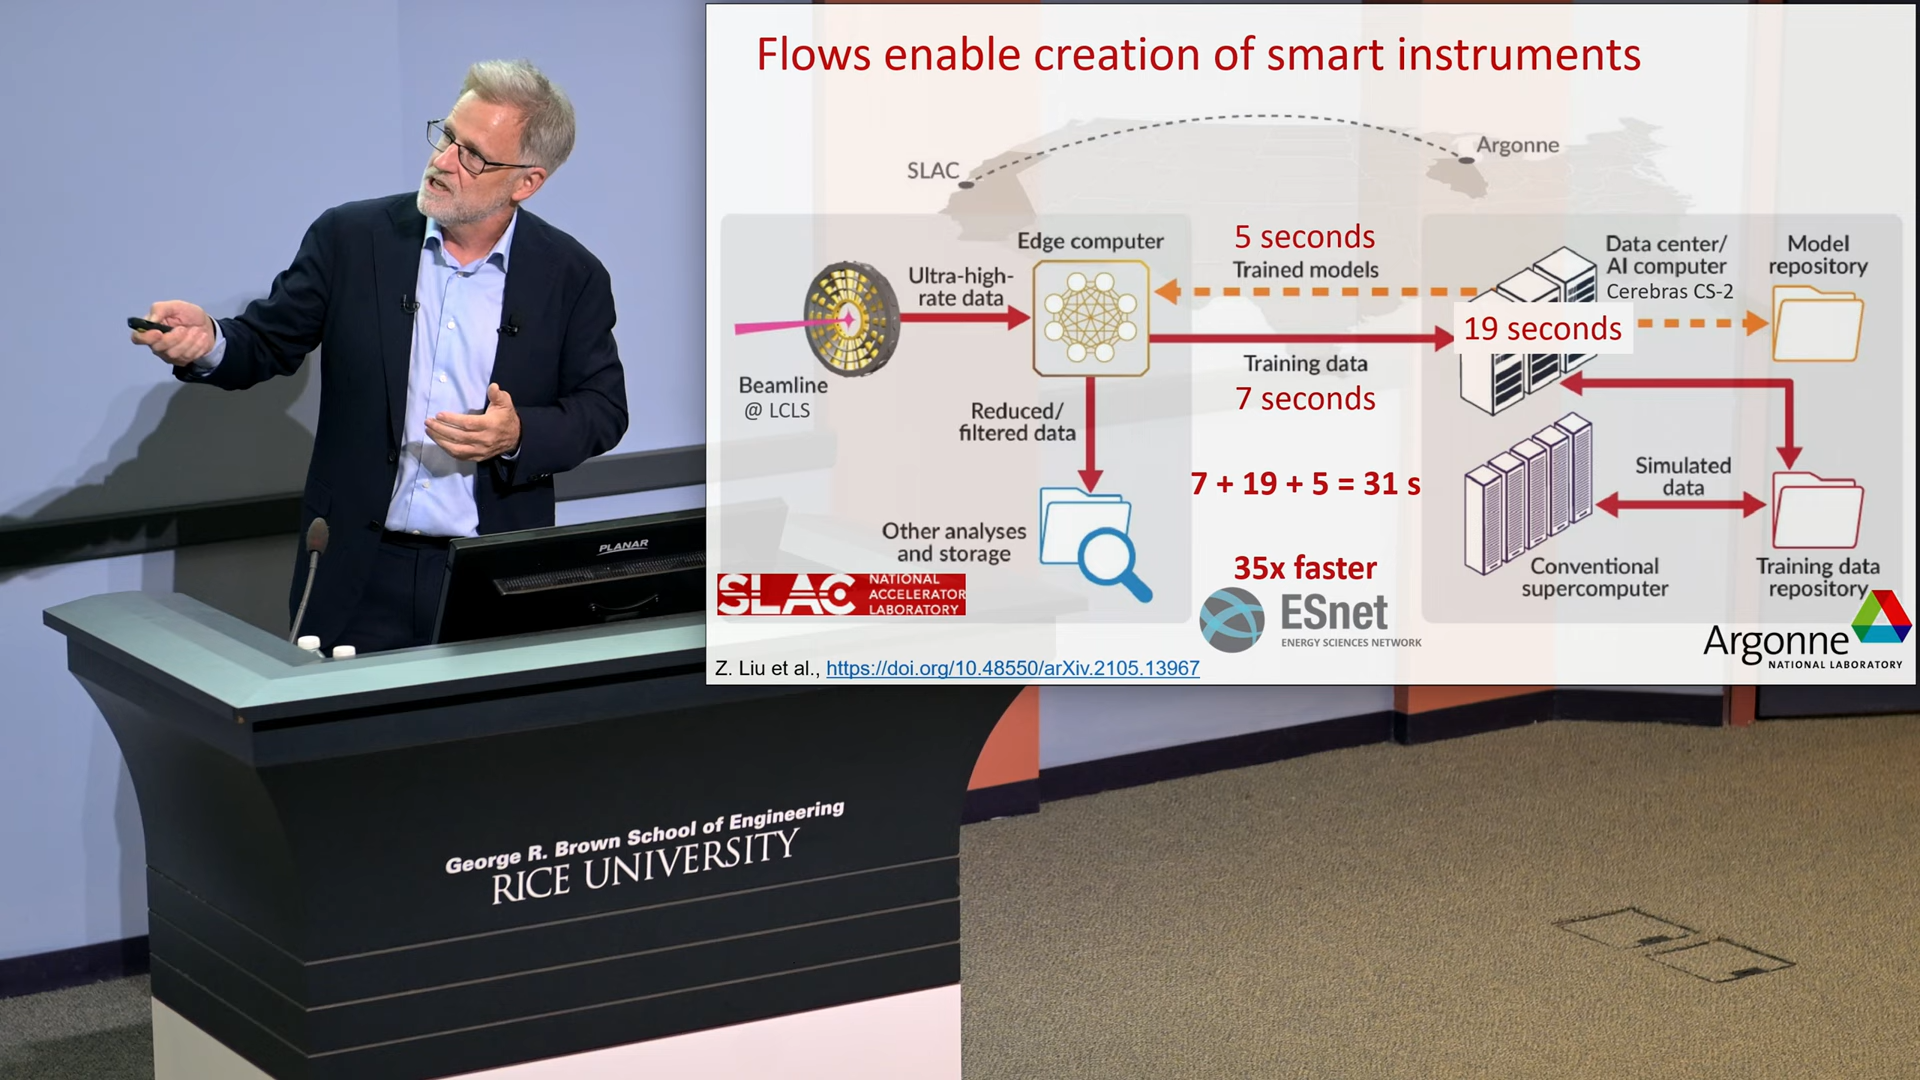 Flows enable creation of smart instruments
SLAC
Argonne
Edge computer
5 seconds
Trained models
Data center/
AI computer
Cerebras CS-2
Model
repository
Ultra-high-
rate data
19 seconds
Training data
7 seconds
Beamline
@ LCLS
Reduced/
filtered data
7 + 19 + 5 = 31 s
Simulated
data
Other analyses
and storage
35x faster
Conventional
supercomputer
Training data
repository
SLAC
NATIONAL
ACCELERATOR
LABORATORY
ESnet
ENERGY SCIENCES NETWORK
Argonne
NATIONAL LABORATORY
Z. Liu et al., https://doi.org/10.48550/arXiv.2105.13967
PLANAR
George R. Brown School of Engineering
RICE UNIVERSITY